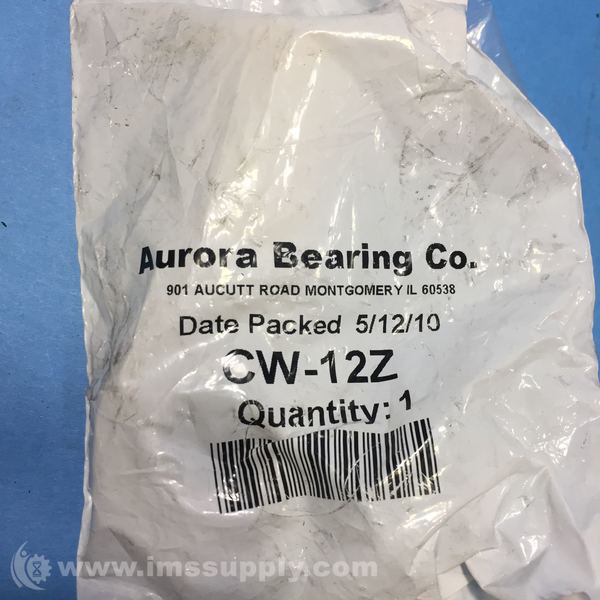 Aurora Bearing Co.
901 AUCUTT ROAD MONTGOMERY IL 60538
Date Packed 5/12/10
CW-12Z
Quantity: 1
www.imssupply.com